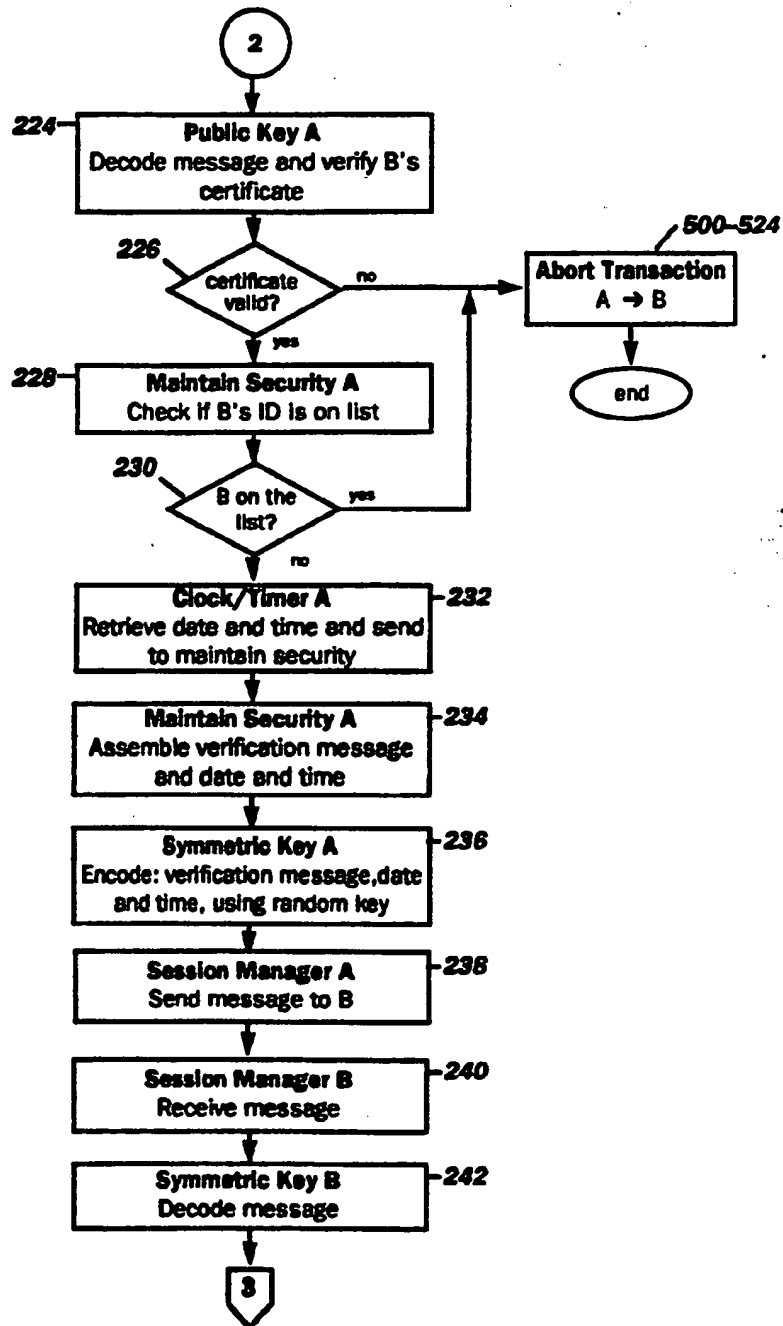 2
224
Public Key A
Decode message and verify B's
certificate
226
certificate
valid?
no
yes
500-524
Abort Transaction
A → B
end
228
Maintain Security A
Check if B's ID is on list
230
B on the
list?
yes
no
Clock/Timer A
Retrieve date and time and send
to maintain security
232
Maintain Security A
Assemble verification message
and date and time
234
Symmetric Key A
Encode: verification message,date
and time, using random key
236
Session Manager A
Send message to B
238
Session Manager B
Receive message
240
Symmetric Key B
Decode message
242
3